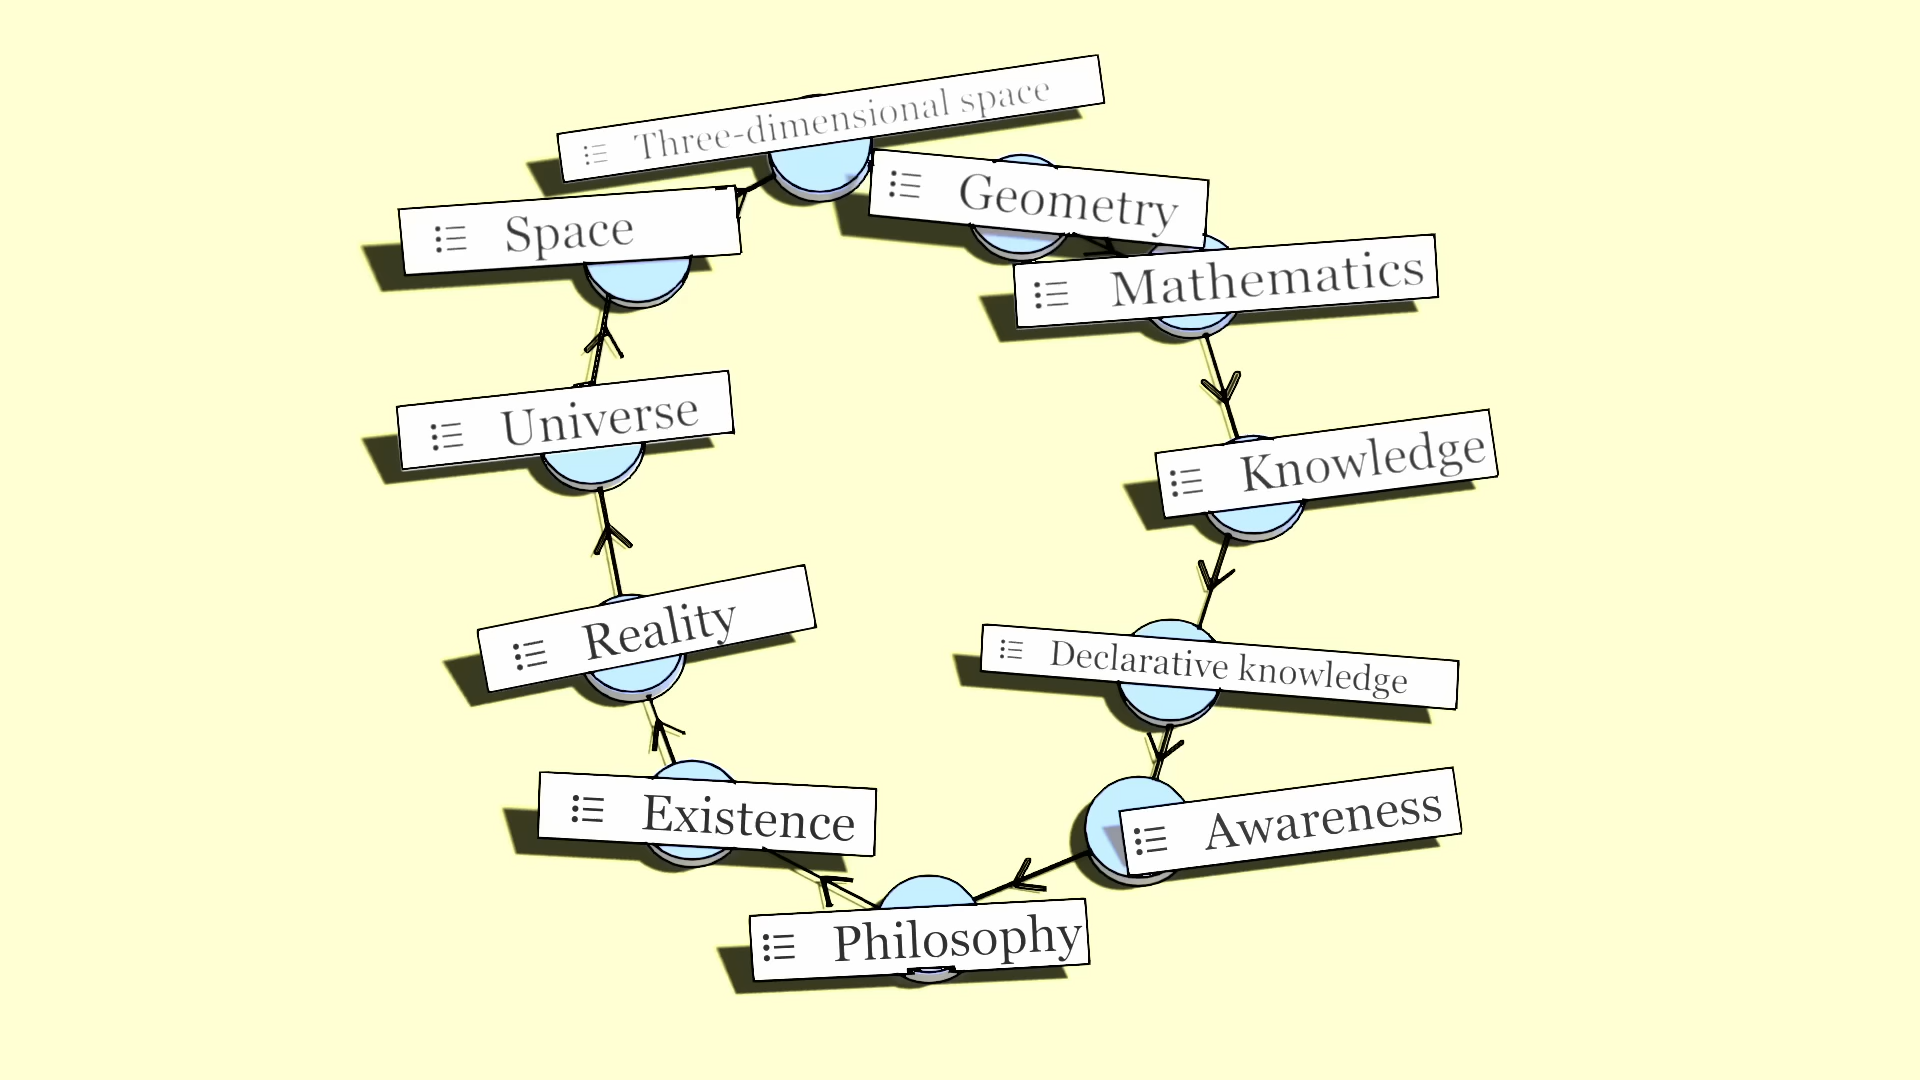 Three-dimensional space
Geometry
Space
Mathematics
Universe
Knowledge
Reality
Declarative knowledge
Existence
Awareness
Philosophy